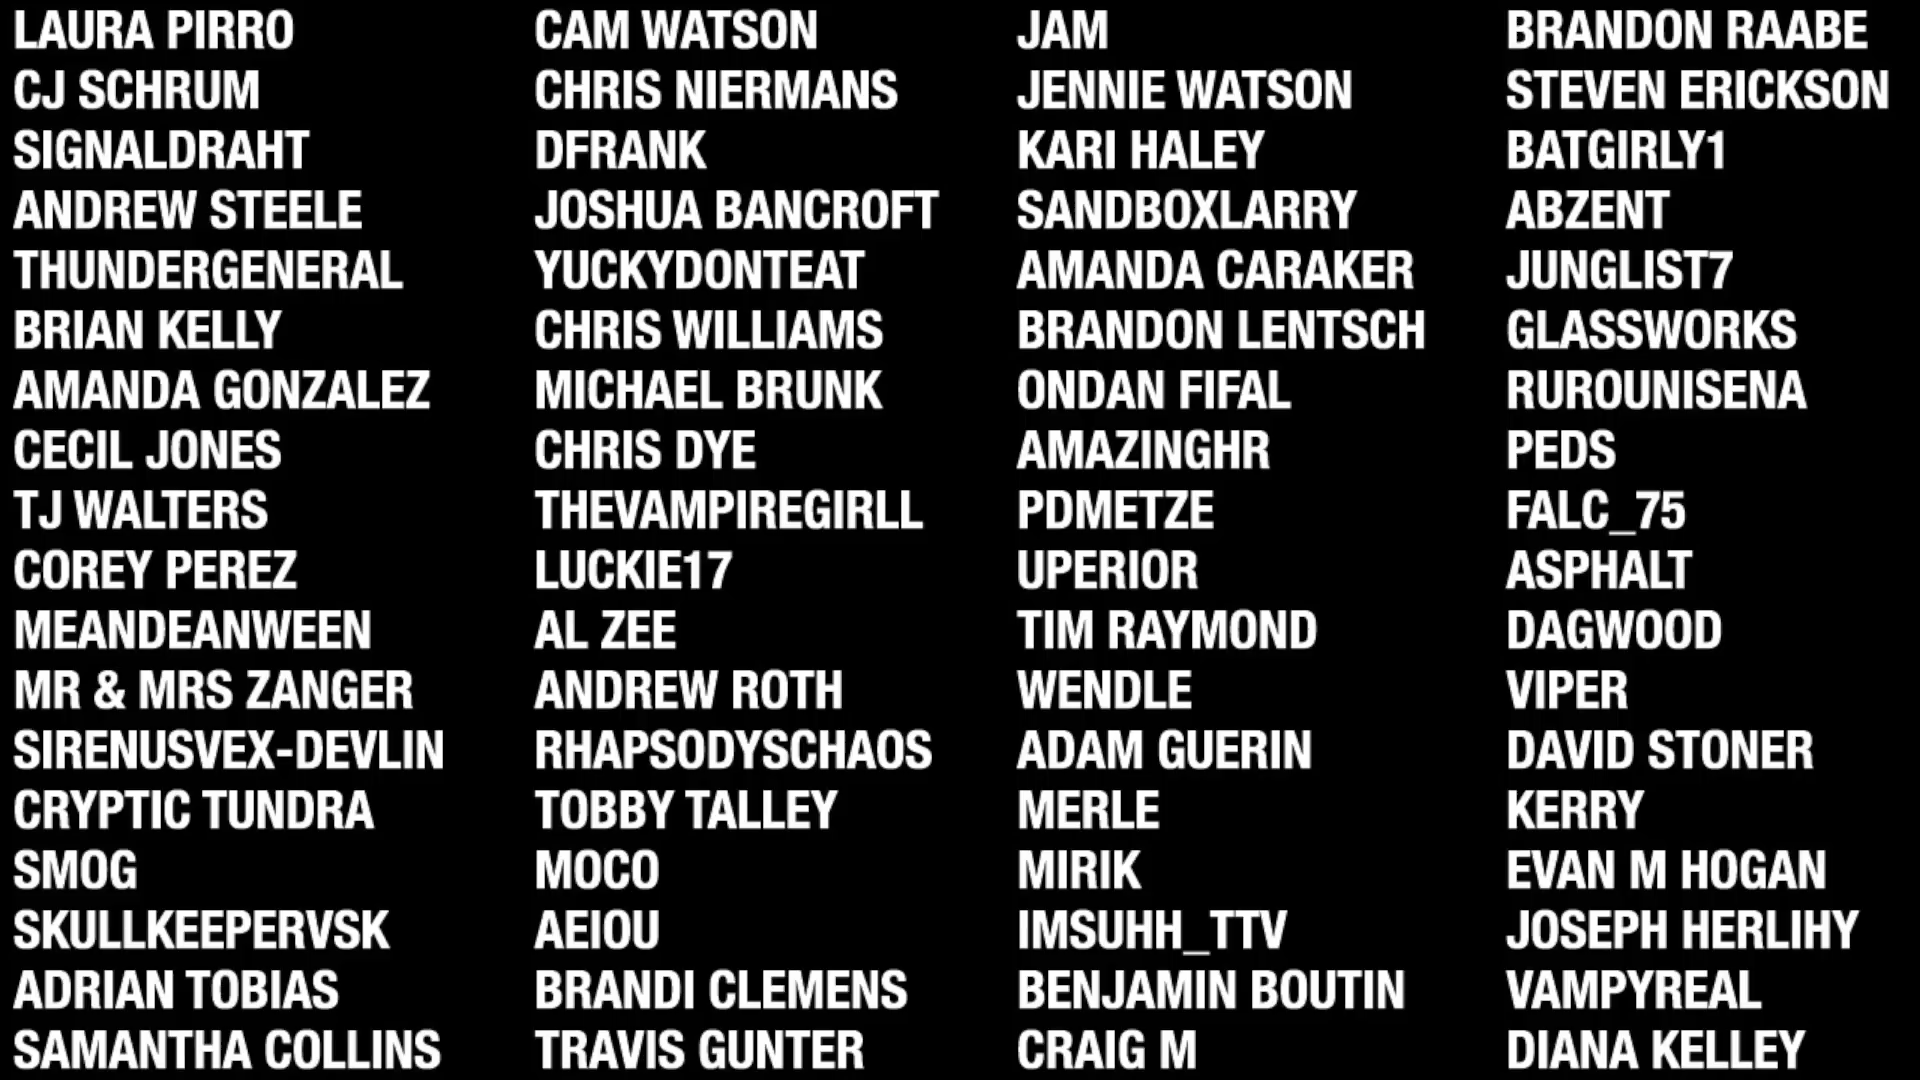 LAURA PIRRO
CJ SCHRUM
SIGNALDRAHT
ANDREW STEELE
THUNDERGENERAL
BRIAN KELLY
AMANDA GONZALEZ
CECIL JONES
TJ WALTERS
COREY PEREZ
MEANDEANWEEN
MR & MRS ZANGER
SIRENUSVEX-DEVLIN
CRYPTIC TUNDRA
SMOG
SKULLKEEPERVSK
ADRIAN TOBIAS
SAMANTHA COLLINS
CAM WATSON
CHRIS NIERMANS
DFRANK
JOSHUA BANCROFT
YUCKYDONTEAT
CHRIS WILLIAMS
MICHAEL BRUNK
CHRIS DYE
THEVAMPIREGIRLL
LUCKIE17
AL ZEE
ANDREW ROTH
RHAPSODYSCHAOS
TOBBY TALLEY
MOCO
AEIOU
BRANDI CLEMENS
TRAVIS GUNTER
JAM
JENNIE WATSON
KARI HALEY
SANDBOXLARRY
AMANDA CARAKER
BRANDON LENTSCH
ONDAN FIFAL
AMAZINGHR
PDMETZE
UPERIOR
TIM RAYMOND
WENDLE
ADAM GUERIN
MERLE
MIRIK
IMSUHH_TTV
BENJAMIN BOUTIN
CRAIG M
BRANDON RAABE
STEVEN ERICKSON
BATGIRLY1
ABZENT
JUNGLIST7
GLASSWORKS
RUROUNISENA
PEDS
FALC_75
ASPHALT
DAGWOOD
VIPER
DAVID STONER
KERRY
EVAN M HOGAN
JOSEPH HERLIHY
VAMPYREAL
DIANA KELLEY